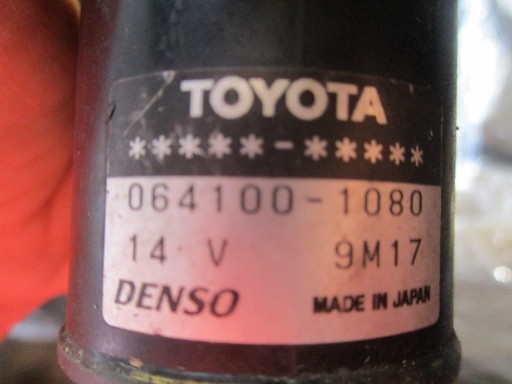 TOYOTA
*****-*****
064100-1080
14 V 9M17
DENSO MADE IN JAPAN